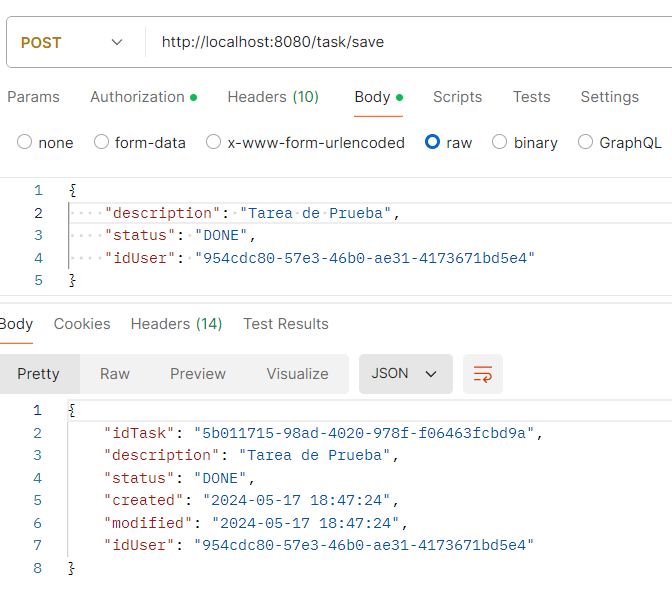 POST http://localhost:8080/task/save
Params Authorization Headers (10) Body Scripts Tests Settings
none form-data x-www-form-urlencoded raw binary GraphQL
1 {
2 "description": "Tarea de Prueba",
3 "status": "DONE",
4 "idUser": "954cdc80-57e3-46b0-ae31-4173671bd5e4"
5 }
Body Cookies Headers (14) Test Results
Pretty Raw Preview Visualize JSON
1 {
2 "idTask": "5b011715-98ad-4020-978f-f06463fcbd9a",
3 "description": "Tarea de Prueba",
4 "status": "DONE",
5 "created": "2024-05-17 18:47:24",
6 "modified": "2024-05-17 18:47:24",
7 "idUser": "954cdc80-57e3-46b0-ae31-4173671bd5e4"
8 }